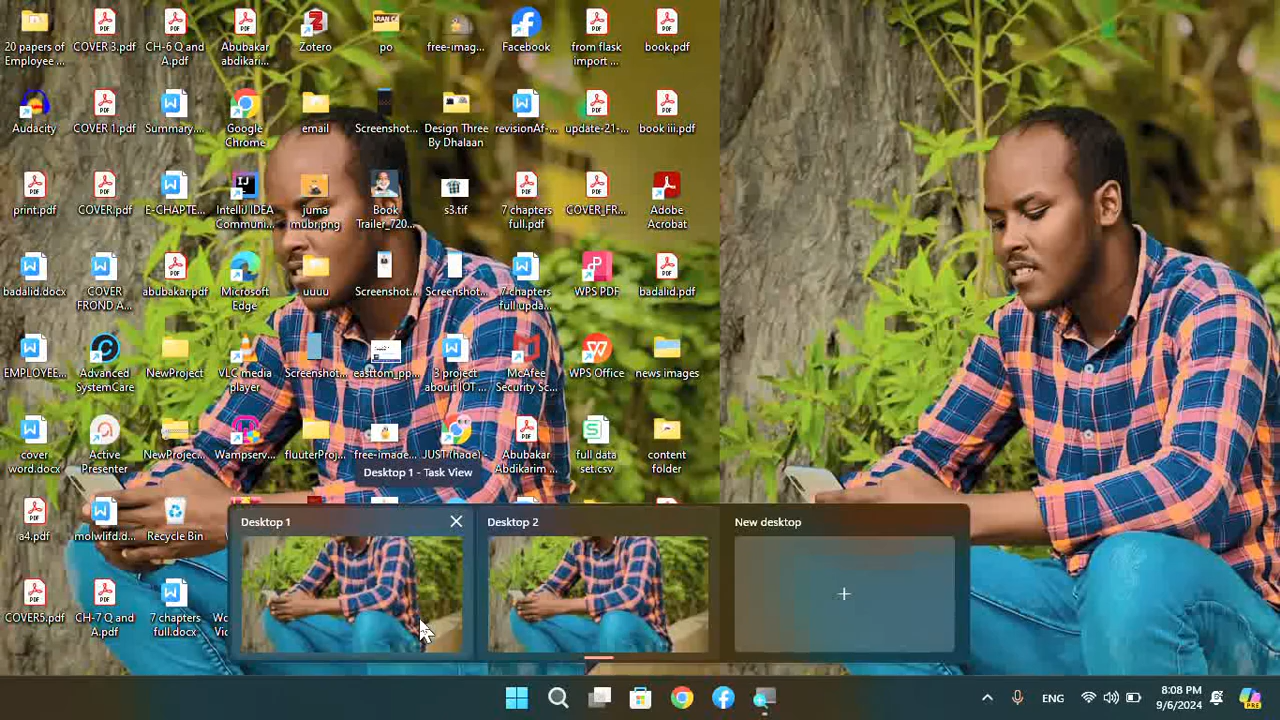 20 papers of
Employee ...
COVER 3.pdf
CH-6 Q and
A.pdf
Abubakar
abdikari...
Zotero
po
free-imag...
Facebook
from flask
import ...
book.pdf
Audacity
COVER 1.pdf
Summary...
Google
Chrome
email
Screenshot...
Design Three
By Dhalaan
revisionAf-...
update-21-...
book iii.pdf
print.pdf
COVER.pdf
E-CHAPTE...
IntelliJ IDEA
Communi...
juma
mubr.png
Book
Trailer_720...
s3.tif
7 chapters
full.pdf
COVER_FR...
Adobe
Acrobat
badalid.docx
COVER
FROND A...
abubakar.pdf
Microsoft
Edge
uuuu
Screenshot...
Screenshot...
7 chapters
full upda...
WPS PDF
badalid.pdf
EMPLOYEE...
Advanced
SystemCare
NewProject
VLC media
player
Screenshot...
easttom_pp...
3 project
abouit IOT ...
McAfee
Security Sc...
WPS Office
news images
cover
word.docx
Active
Presenter
NewProjec...
Wampserv...
fluuterProj...
free-image...
JUST (hage) -
Abubakar
Abdikarim ...
full data
set.csv
content
folder
Desktop 1 - Task View
a4.pdf
molwlifd.d...
Recycle Bin
Desktop 1
Desktop 2
New desktop
COVER5.pdf
CH-7 Q and
A.pdf
7 chapters
full.docx
ENG
8:08 PM
9/6/2024
PRE